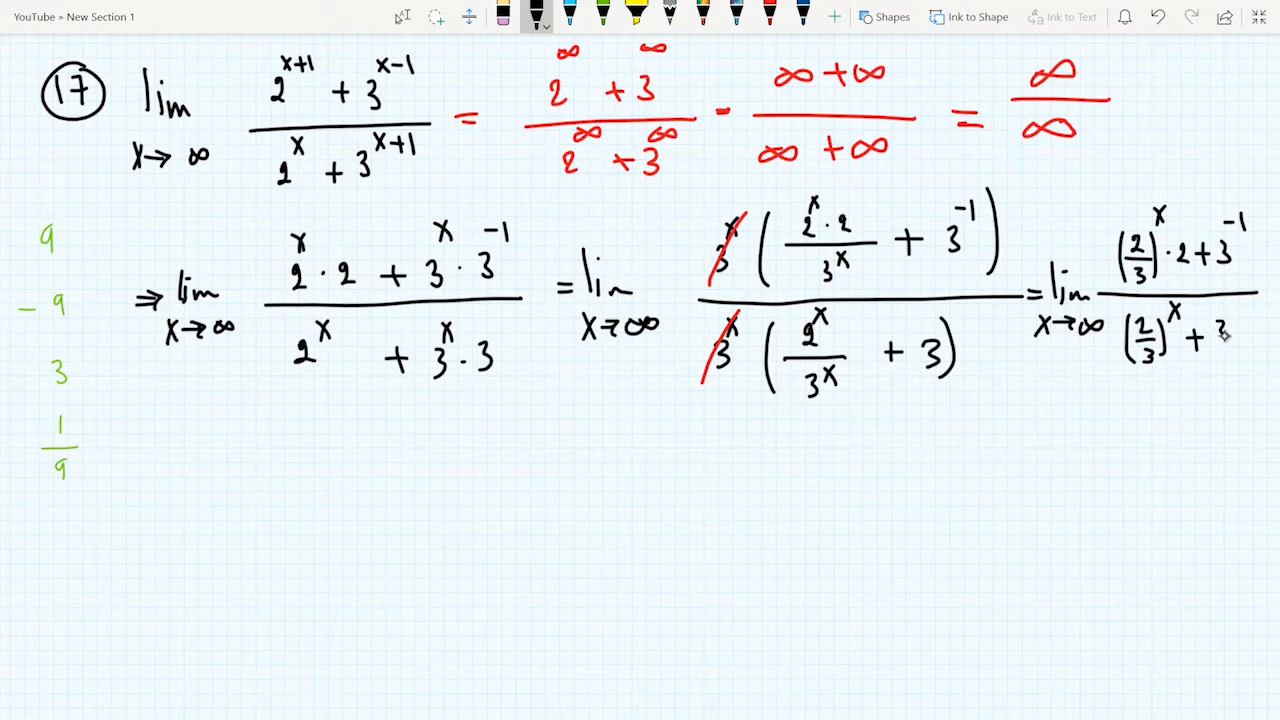 YouTube » New Section 1
Shapes Ink to Shape Ink to Text
17 lim x→∞ (2^(x+1) + 3^(x-1)) / (2^x + 3^(x+1)) = (2^∞ + 3^∞) / (2^∞ + 3^∞) - (∞ + ∞) / (∞ + ∞) = ∞ / ∞
⇒ lim x→∞ (2^x · 2 + 3^x · 3^-1) / (2^x + 3^x · 3) = lim x→∞ 3^x (2^x · 2 / 3^x + 3^-1) / 3^x (2^x / 3^x + 3) = lim x→∞ ((2/3)^x · 2 + 3^-1) / ((2/3)^x + 3
9
- 9
3
1/9